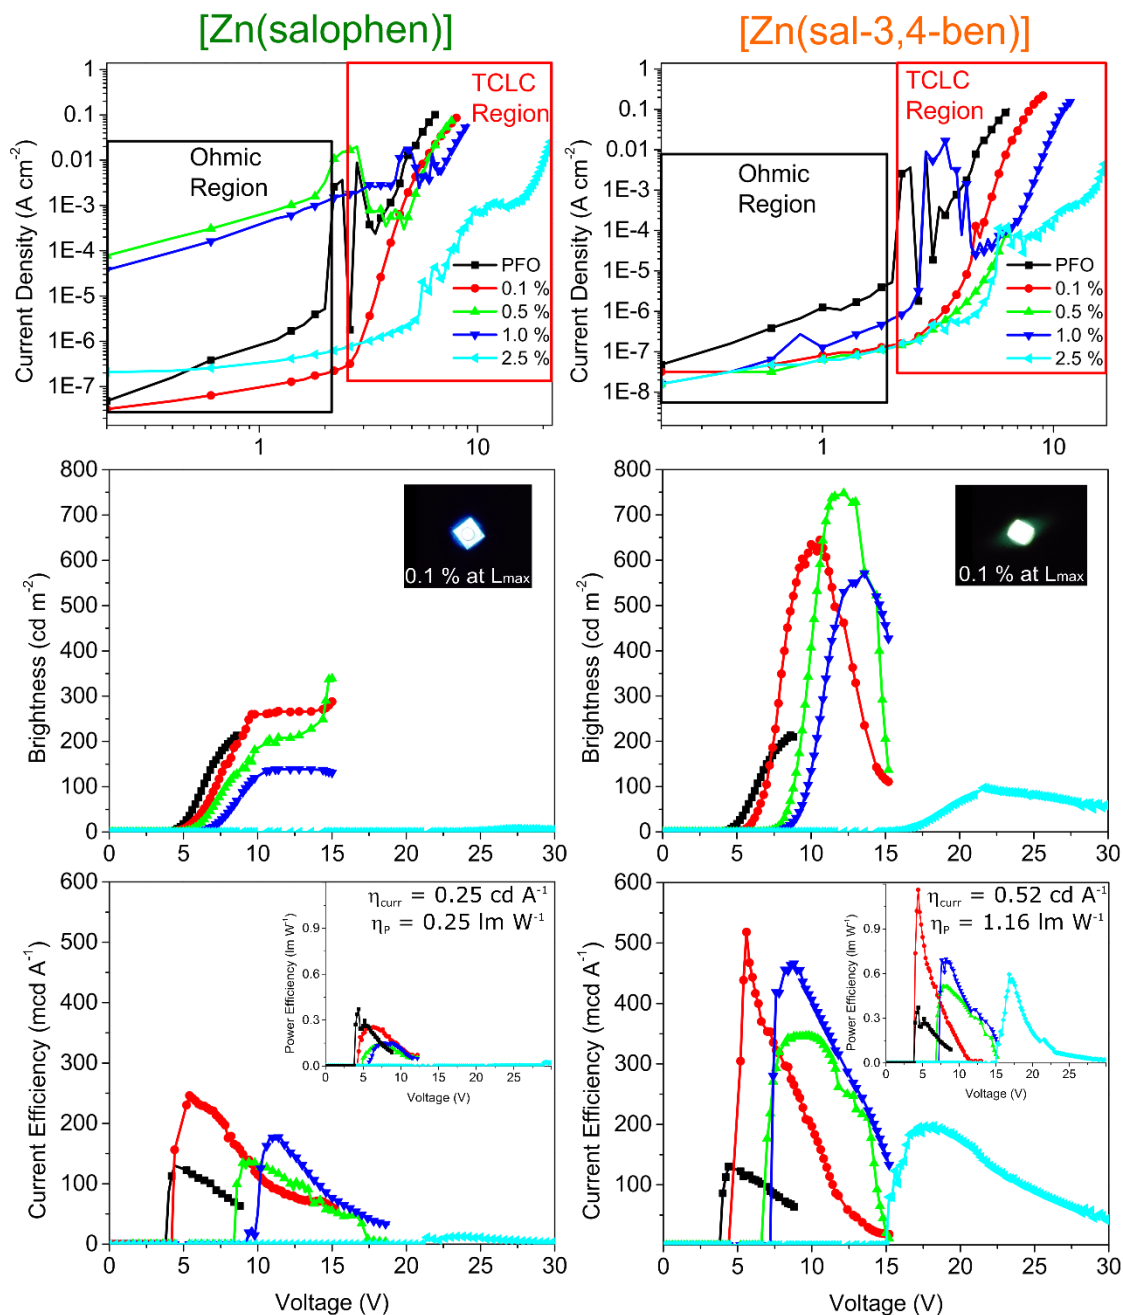 [Zn(salophen)]
[Zn(sal-3,4-ben)]
Current Density (A cm-2)
1
0.1
0.01
1E-3
1E-4
1E-5
1E-6
1E-7
Ohmic
Region
TCLC
Region
PFO
0.1 %
0.5 %
1.0 %
2.5 %
1
10
Current Density (A cm-2)
1
0.1
0.01
1E-3
1E-4
1E-5
1E-6
1E-7
1E-8
Ohmic
Region
TCLC
Region
PFO
0.1 %
0.5 %
1.0 %
2.5 %
1
10
Brightness (cd m-2)
800
700
600
500
400
300
200
100
0
0.1 % at Lmax
0 5 10 15 20 25 30
Brightness (cd m-2)
800
700
600
500
400
300
200
100
0
0.1 % at Lmax
0 5 10 15 20 25 30
Current Efficiency (mcd A-1)
600
500
400
300
200
100
0
ηcurr = 0.25 cd A-1
ηP = 0.25 lm W-1
Power Efficiency (lm W-1)
0.9
0.6
0.3
0.0
0 5 10 15 20 25 30
Voltage (V)
0 5 10 15 20 25 30
Voltage (V)
Current Efficiency (mcd A-1)
600
500
400
300
200
100
0
ηcurr = 0.52 cd A-1
ηP = 1.16 lm W-1
Power Efficiency (lm W-1)
0.9
0.6
0.3
0.0
0 5 10 15 20 25 30
Voltage (V)
0 5 10 15 20 25 30
Voltage (V)